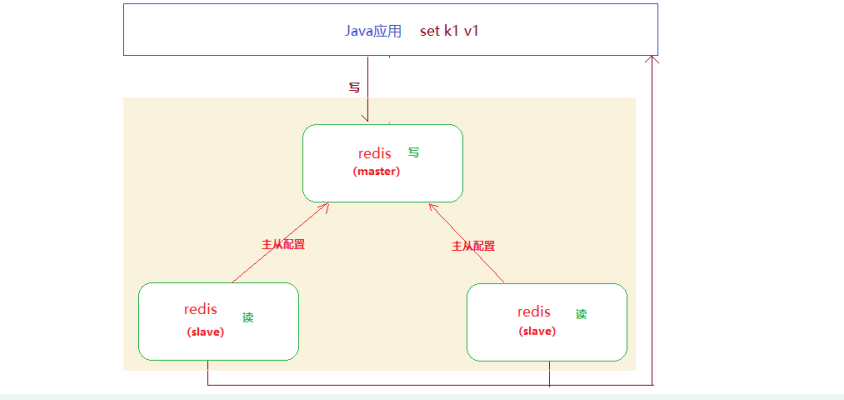 Java应用 set k1 v1
写
redis 写
(master)
主从配置 主从配置
redis 读
(slave)
redis 读
(slave)